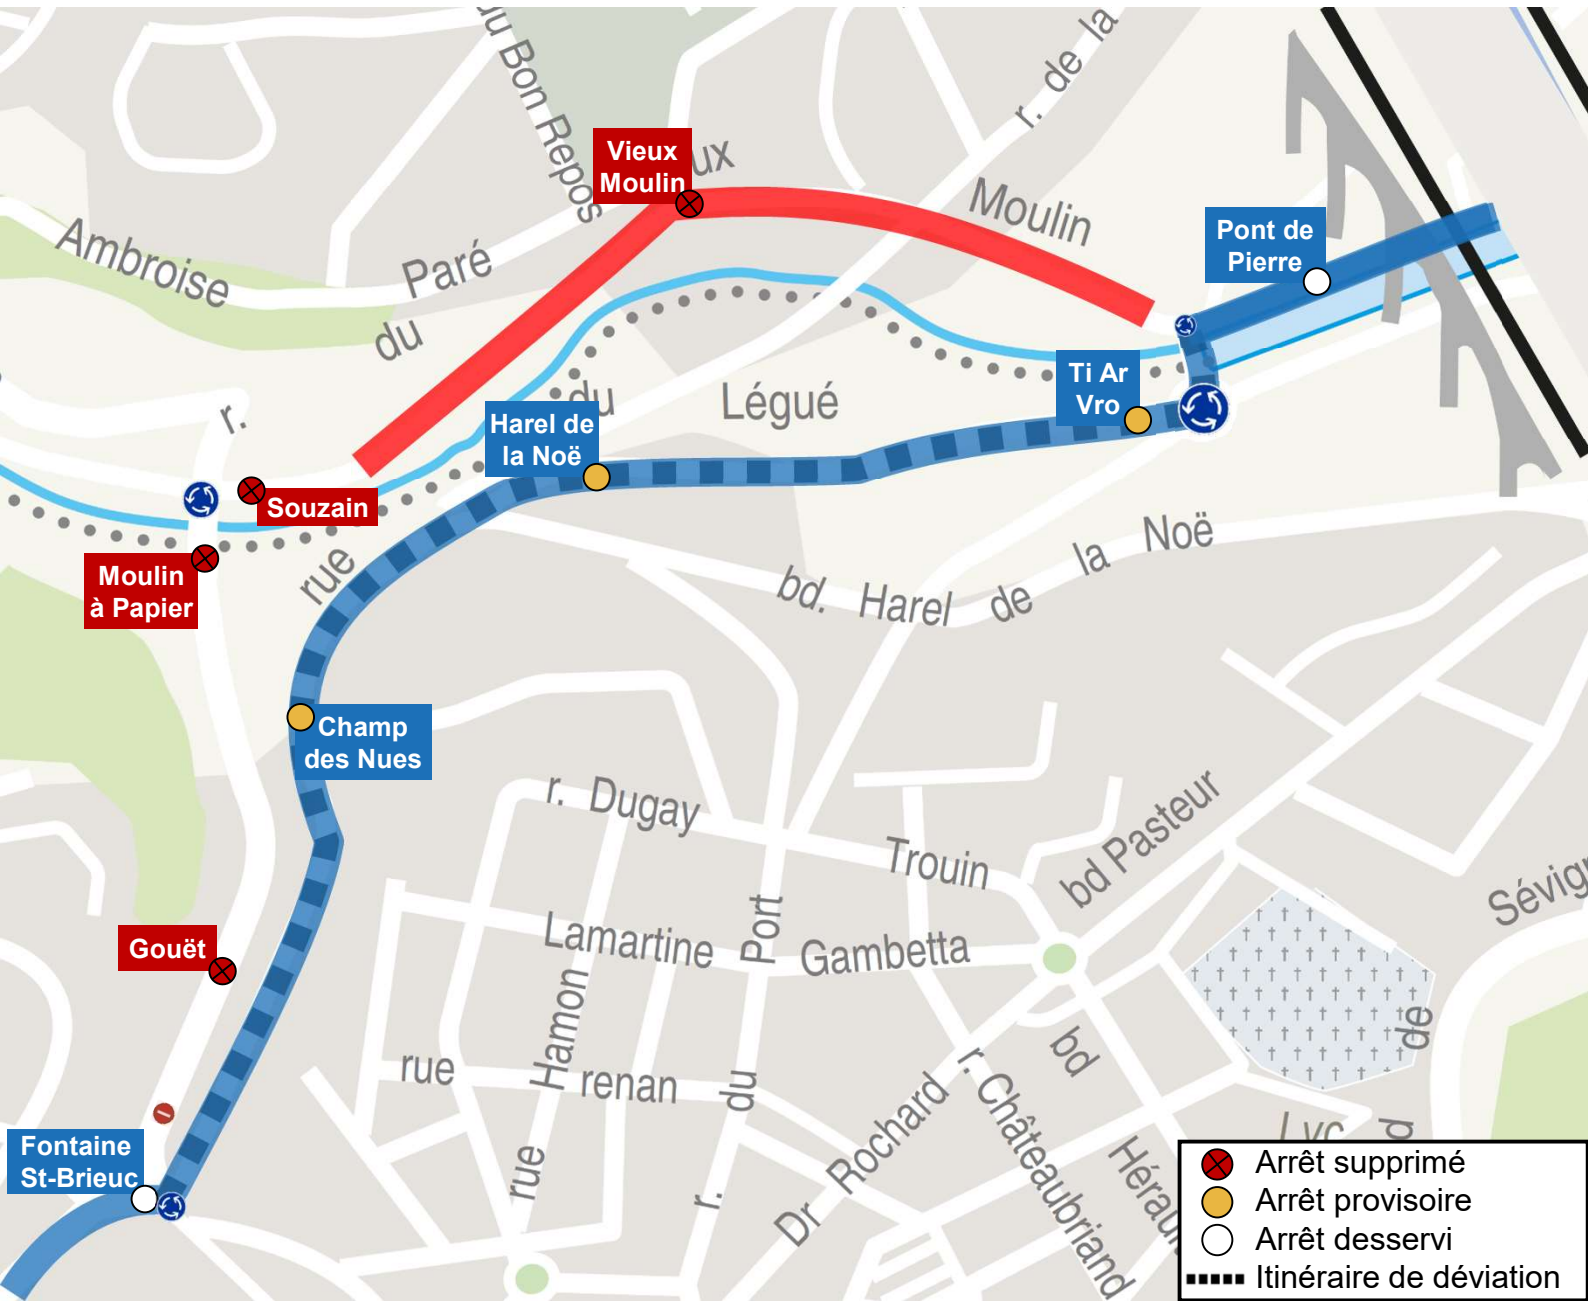 du Bon Repos
r. de la
Vieux
Moulin
ux
Moulin
Ambroise
Paré
du
Pont de
Pierre
r.
du
Légué
Ti Ar
Vro
Harel de
la Noë
Souzain
rue
Moulin
à Papier
bd. Harel de la Noë
Champ
des Nues
r. Dugay
Trouin
bd Pasteur
Sévig
Gouët
Lamartine
Port
Gambetta
Hamon
de
rue
renan
du
bd
r. Châteaubriand
Dr Rochard
rue
r.
Lyc
d
Fontaine
St-Brieuc
Arrêt supprimé
Arrêt provisoire
Arrêt desservi
Itinéraire de déviation